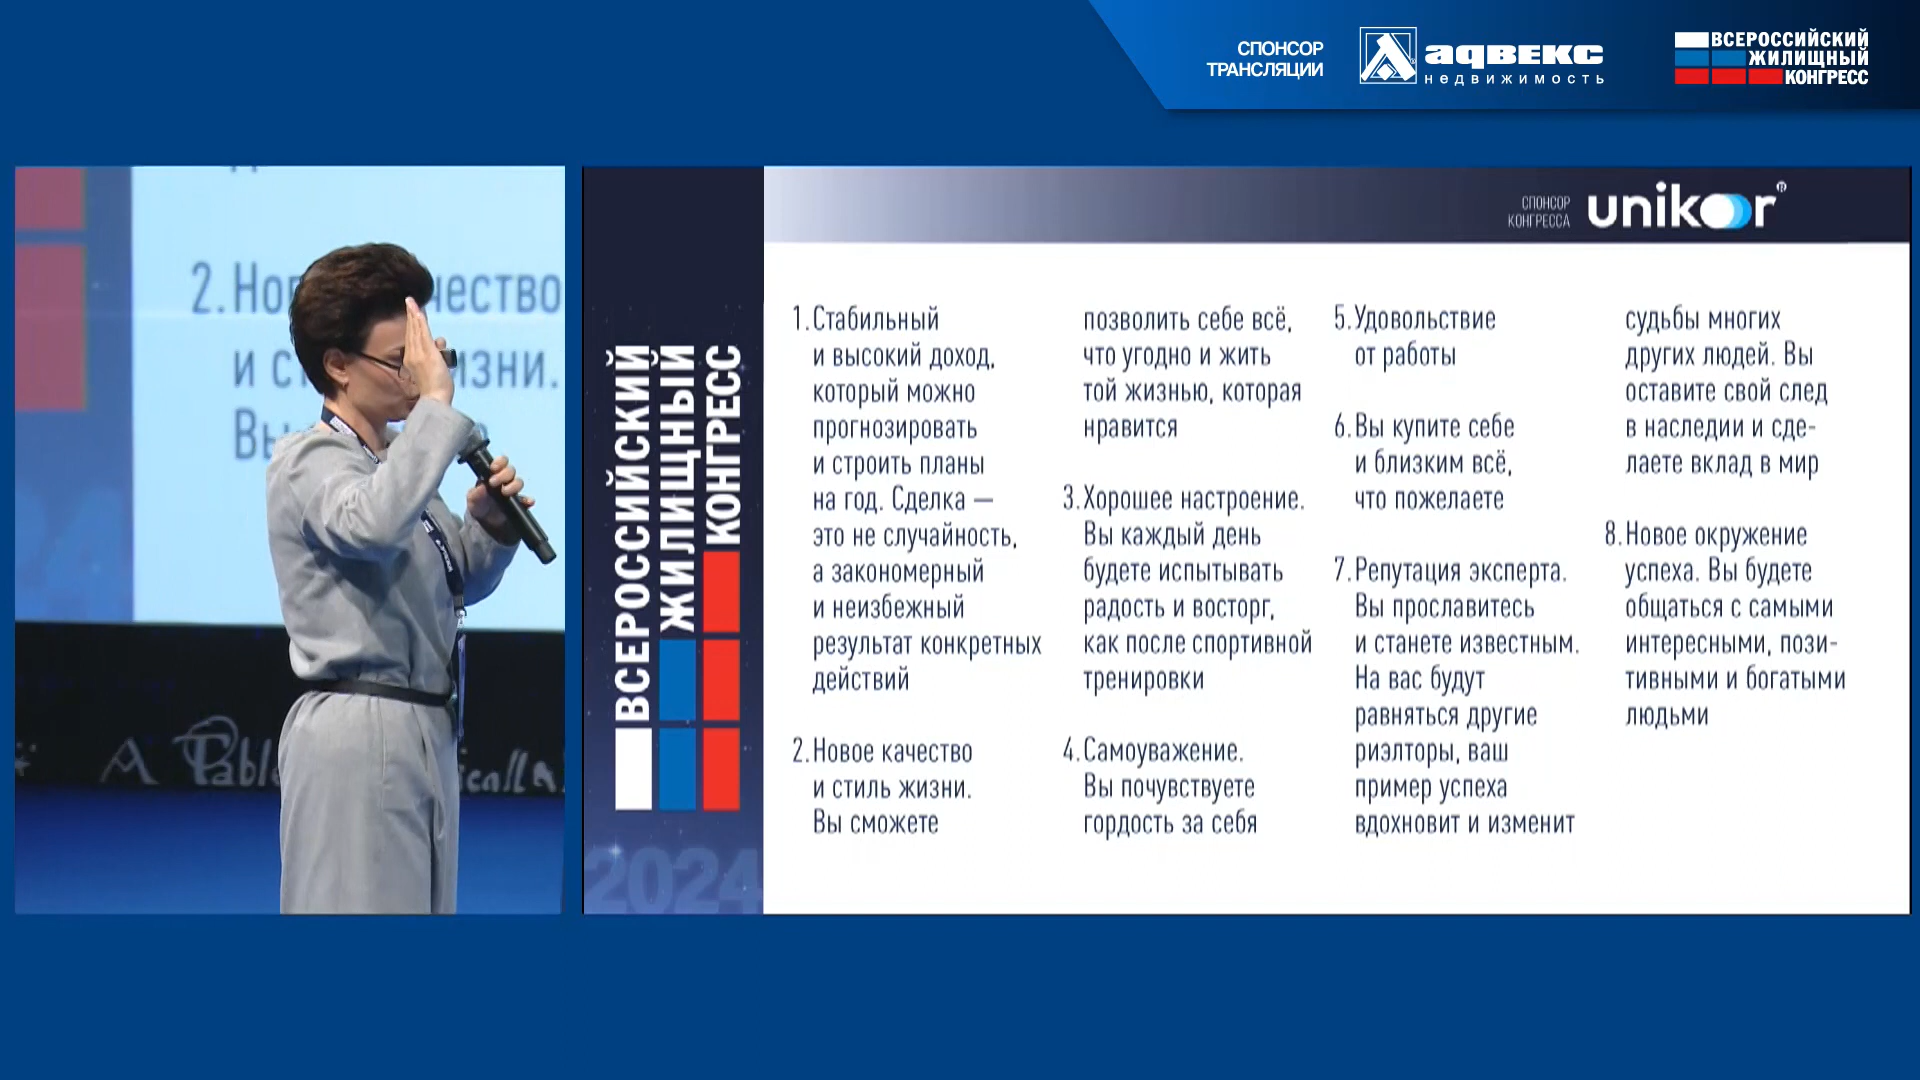 СПОНСОР
ТРАНСЛЯЦИИ
адвекс
недвижимость
ВСЕРОССИЙСКИЙ
ЖИЛИЩНЫЙ
КОНГРЕСС
СПОНСОР
КОНГРЕССА
unikor
ВСЕРОССИЙСКИЙ
ЖИЛИЩНЫЙ
КОНГРЕСС
2024
1. Стабильный
и высокий доход,
который можно
прогнозировать
и строить планы
на год. Сделка —
это не случайность,
а закономерный
и неизбежный
результат конкретных
действий
2. Новое качество
и стиль жизни.
Вы сможете
позволить себе всё,
что угодно и жить
той жизнью, которая
нравится
3. Хорошее настроение.
Вы каждый день
будете испытывать
радость и восторг,
как после спортивной
тренировки
4. Самоуважение.
Вы почувствуете
гордость за себя
5. Удовольствие
от работы
6. Вы купите себе
и близким всё,
что пожелаете
7. Репутация эксперта.
Вы прославитесь
и станете известным.
На вас будут
равняться другие
риэлторы, ваш
пример успеха
вдохновит и изменит
судьбы многих
других людей. Вы
оставите свой след
в наследии и сде-
лаете вклад в мир
8. Новое окружение
успеха. Вы будете
общаться с самыми
интересными, пози-
тивными и богатыми
людьми
2.